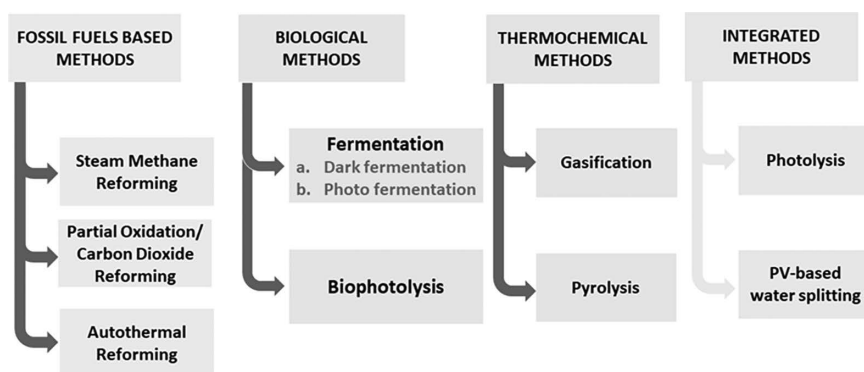 FOSSIL FUELS BASED
METHODS
Steam Methane
Reforming
Partial Oxidation/
Carbon Dioxide
Reforming
Autothermal
Reforming
BIOLOGICAL
METHODS
Fermentation
a. Dark fermentation
b. Photo fermentation
Biophotolysis
THERMOCHEMICAL
METHODS
Gasification
Pyrolysis
INTEGRATED
METHODS
Photolysis
PV-based
water splitting